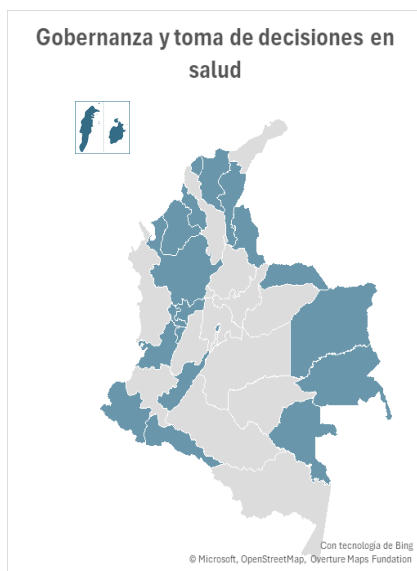 Gobernanza y toma de decisiones en
salud
Con tecnología de Bing
© Microsoft, OpenStreetMap, Overture Maps Fundation